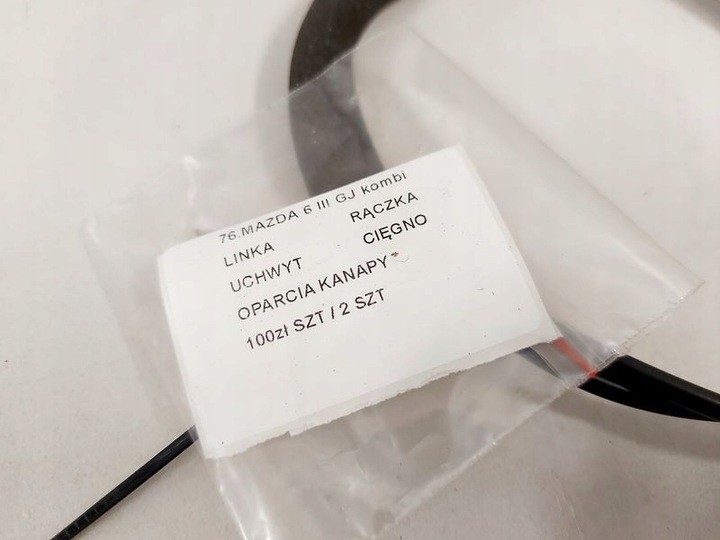 76.MAZDA 6 III GJ kombi
LINKA RĄCZKA
UCHWYT CIĘGNO
OPARCIA KANAPY
100zł SZT / 2 SZT